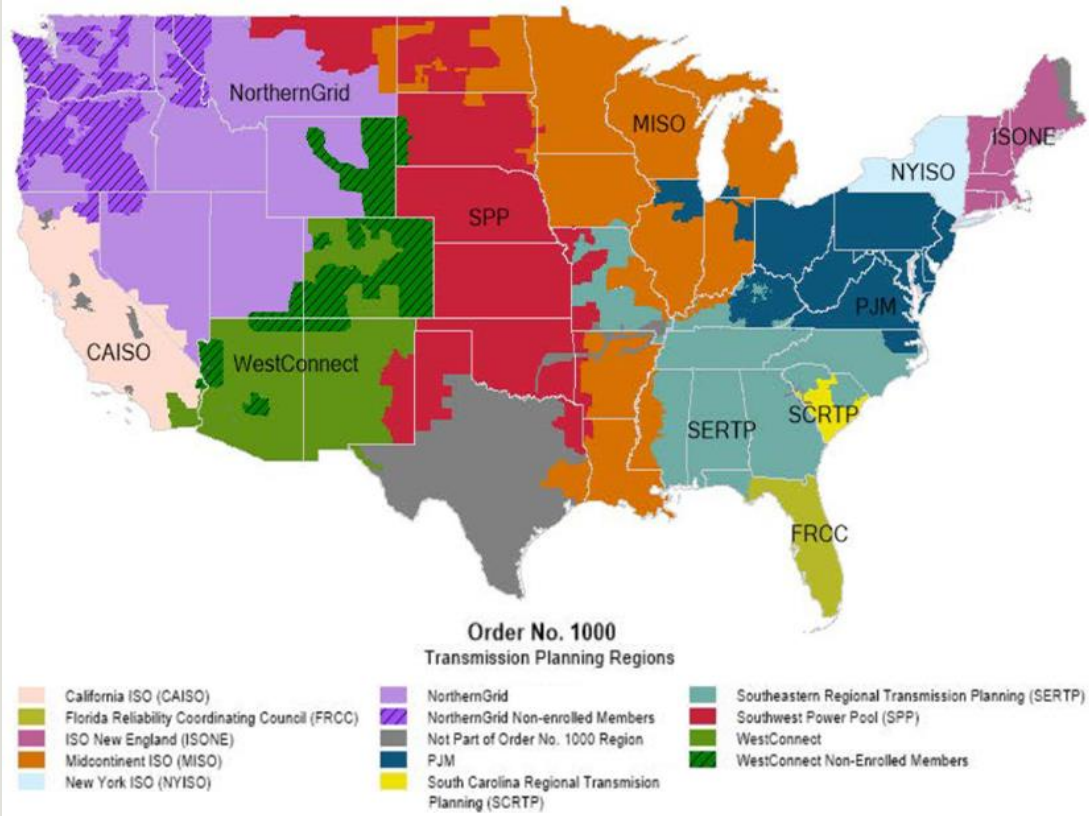 NorthernGrid
MISO
ISONE
NYISO
SPP
PJM
CAISO
WestConnect
SERTP
SCRTP
FRCC
Order No. 1000
Transmission Planning Regions
California ISO (CAISO)
Florida Reliability Coordinating Council (FRCC)
ISO New England (ISONE)
Midcontinent ISO (MISO)
New York ISO (NYISO)
NorthernGrid
NorthernGrid Non-enrolled Members
Not Part of Order No. 1000 Region
PJM
South Carolina Regional Transmision
Planning (SCRTP)
Southeastern Regional Transmission Planning (SERTP)
Southwest Power Pool (SPP)
WestConnect
WestConnect Non-Enrolled Members